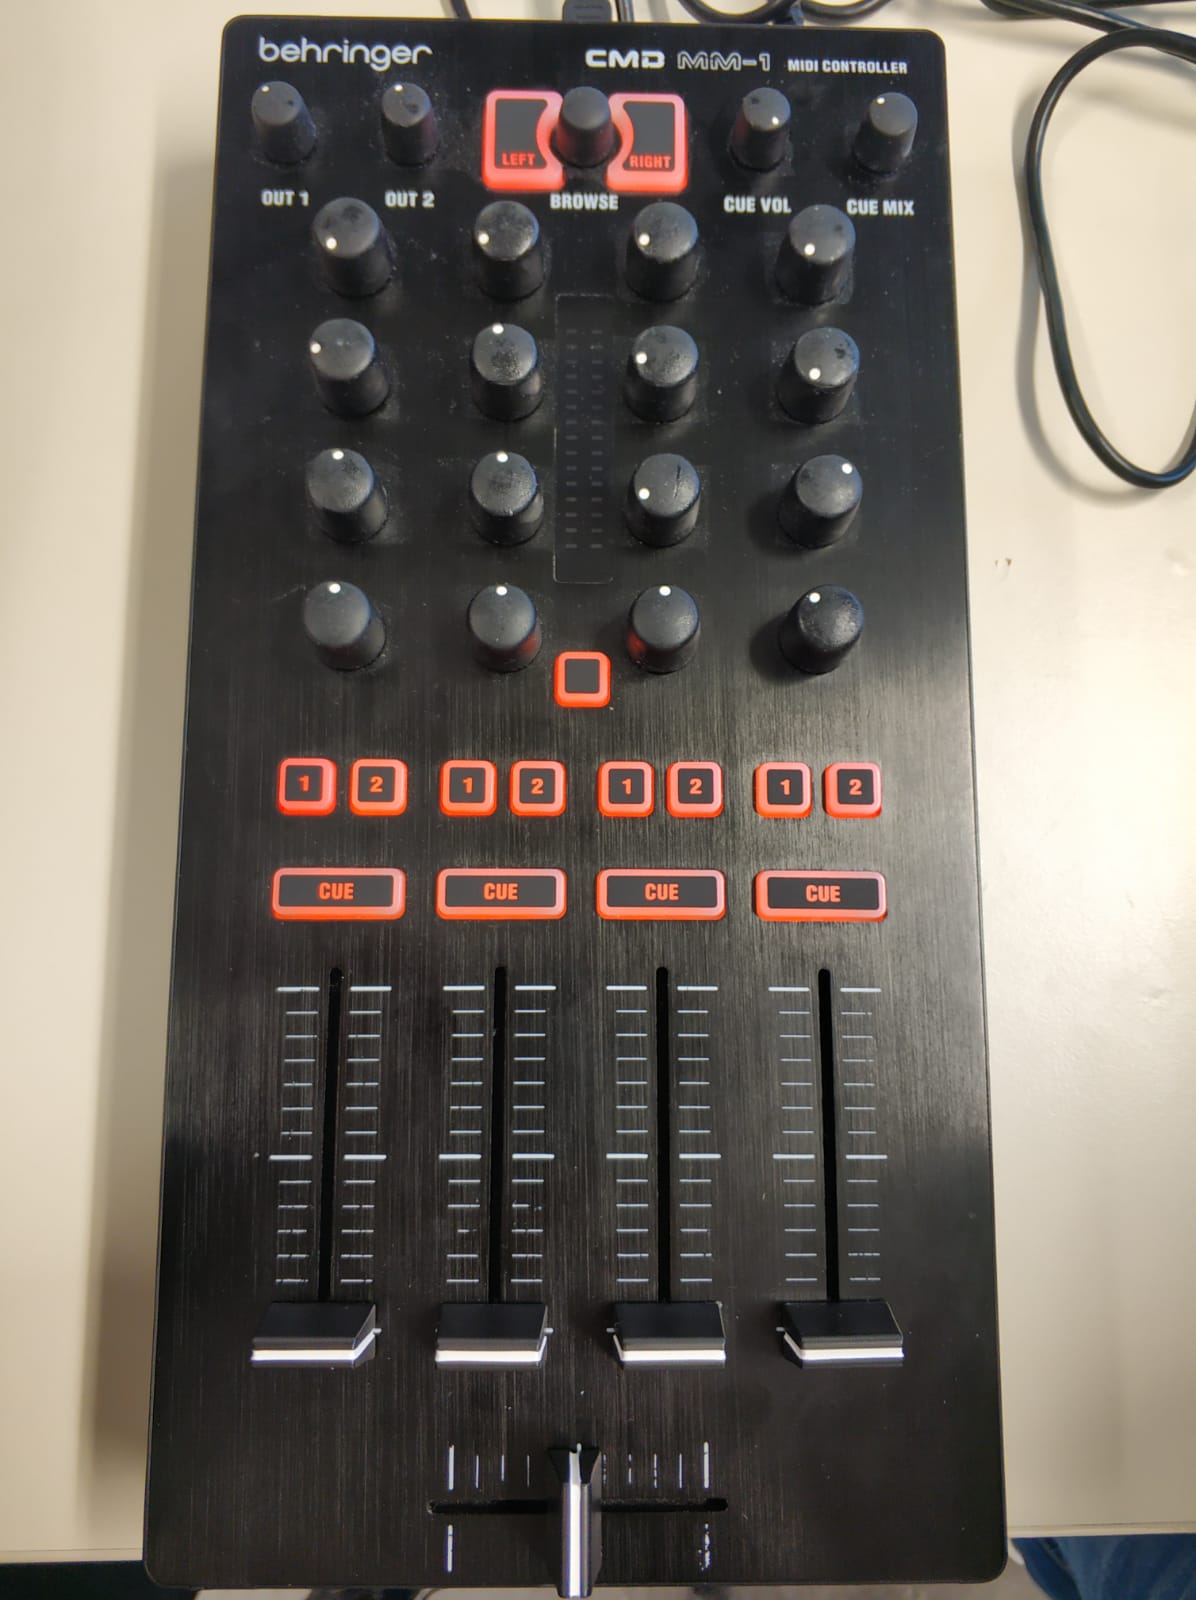 behringer CMD MM-1 MIDI CONTROLLER
LEFT RIGHT
OUT 1 OUT 2 BROWSE CUE VOL CUE MIX
1 2 1 2 1 2 1 2
CUE CUE CUE CUE